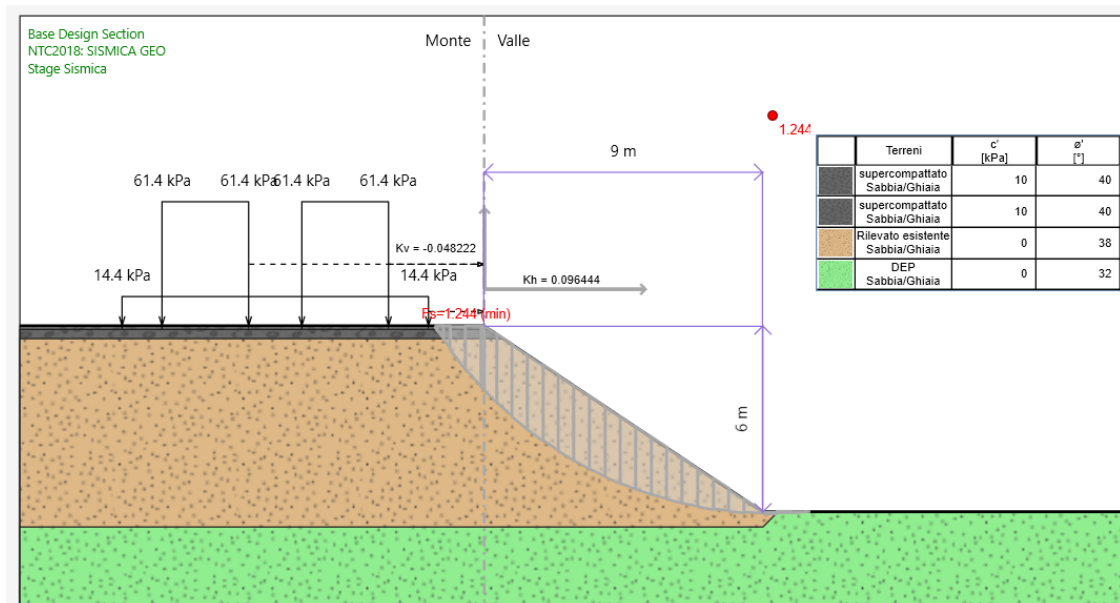 Base Design Section
NTC2018: SISMICA GEO
Stage Sismica
Monte
Valle
1.244
9 m
61.4 kPa
61.4 kPa
61.4 kPa
61.4 kPa
Kv = -0.048222
14.4 kPa
14.4 kPa
Kh = 0.096444
Fs=1.244 (min)
6 m
Terreni c' [kPa] ø' [°]
supercompattato Sabbia/Ghiaia 10 40
supercompattato Sabbia/Ghiaia 10 40
Rilevato esistente Sabbia/Ghiaia 0 38
DEP Sabbia/Ghiaia 0 32